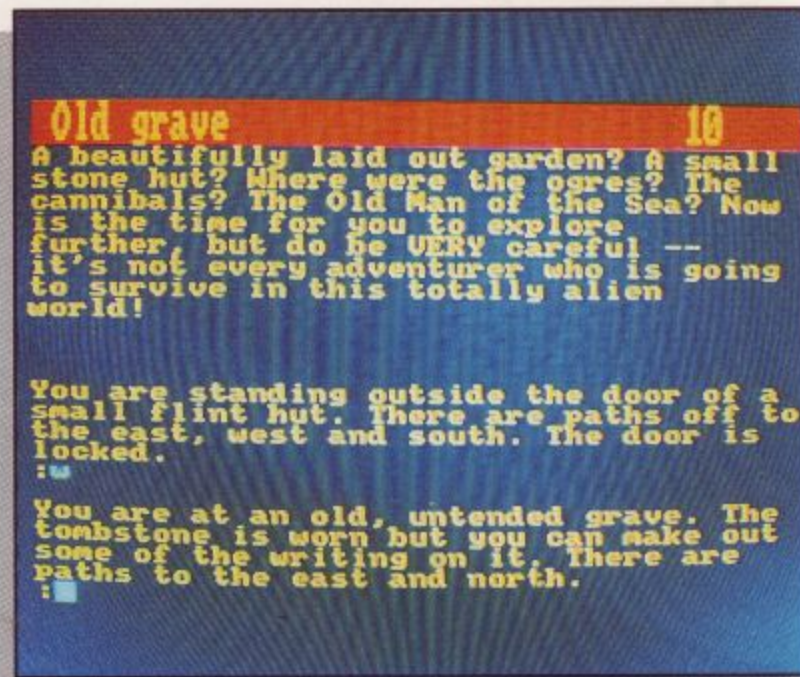 Old grave 10
A beautifully laid out garden? A small
stone hut? Where were the ogres? The
cannibals? The Old Man of the Sea? Now
is the time for you to explore
further, but do be VERY careful --
it's not every adventurer who is going
to survive in this totally alien
world!
You are standing outside the door of a
small flint hut. There are paths off to
the east, west and south. The door is
locked.
:w
You are at an old, untended grave. The
tombstone is worn but you can make out
some of the writing on it. There are
paths to the east and north.
: